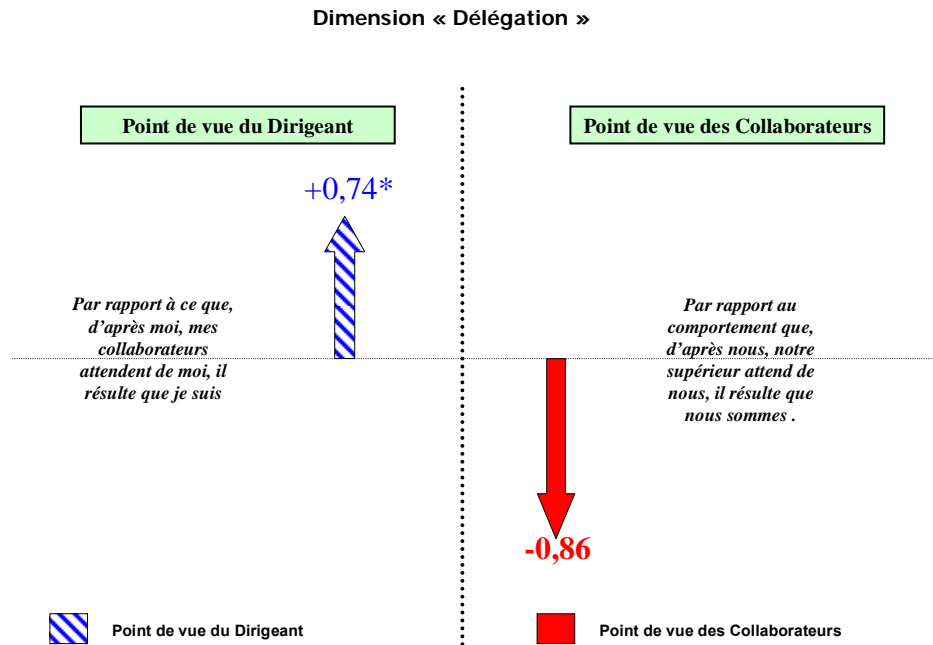 Dimension « Délégation »
Point de vue du Dirigeant
+0,74*
Par rapport à ce que,
d'après moi, mes
collaborateurs
attendent de moi, il
résulte que je suis
Point de vue des Collaborateurs
Par rapport au
comportement que,
d'après nous, notre
supérieur attend de
nous, il résulte que
nous sommes .
-0,86
Point de vue du Dirigeant
Point de vue des Collaborateurs